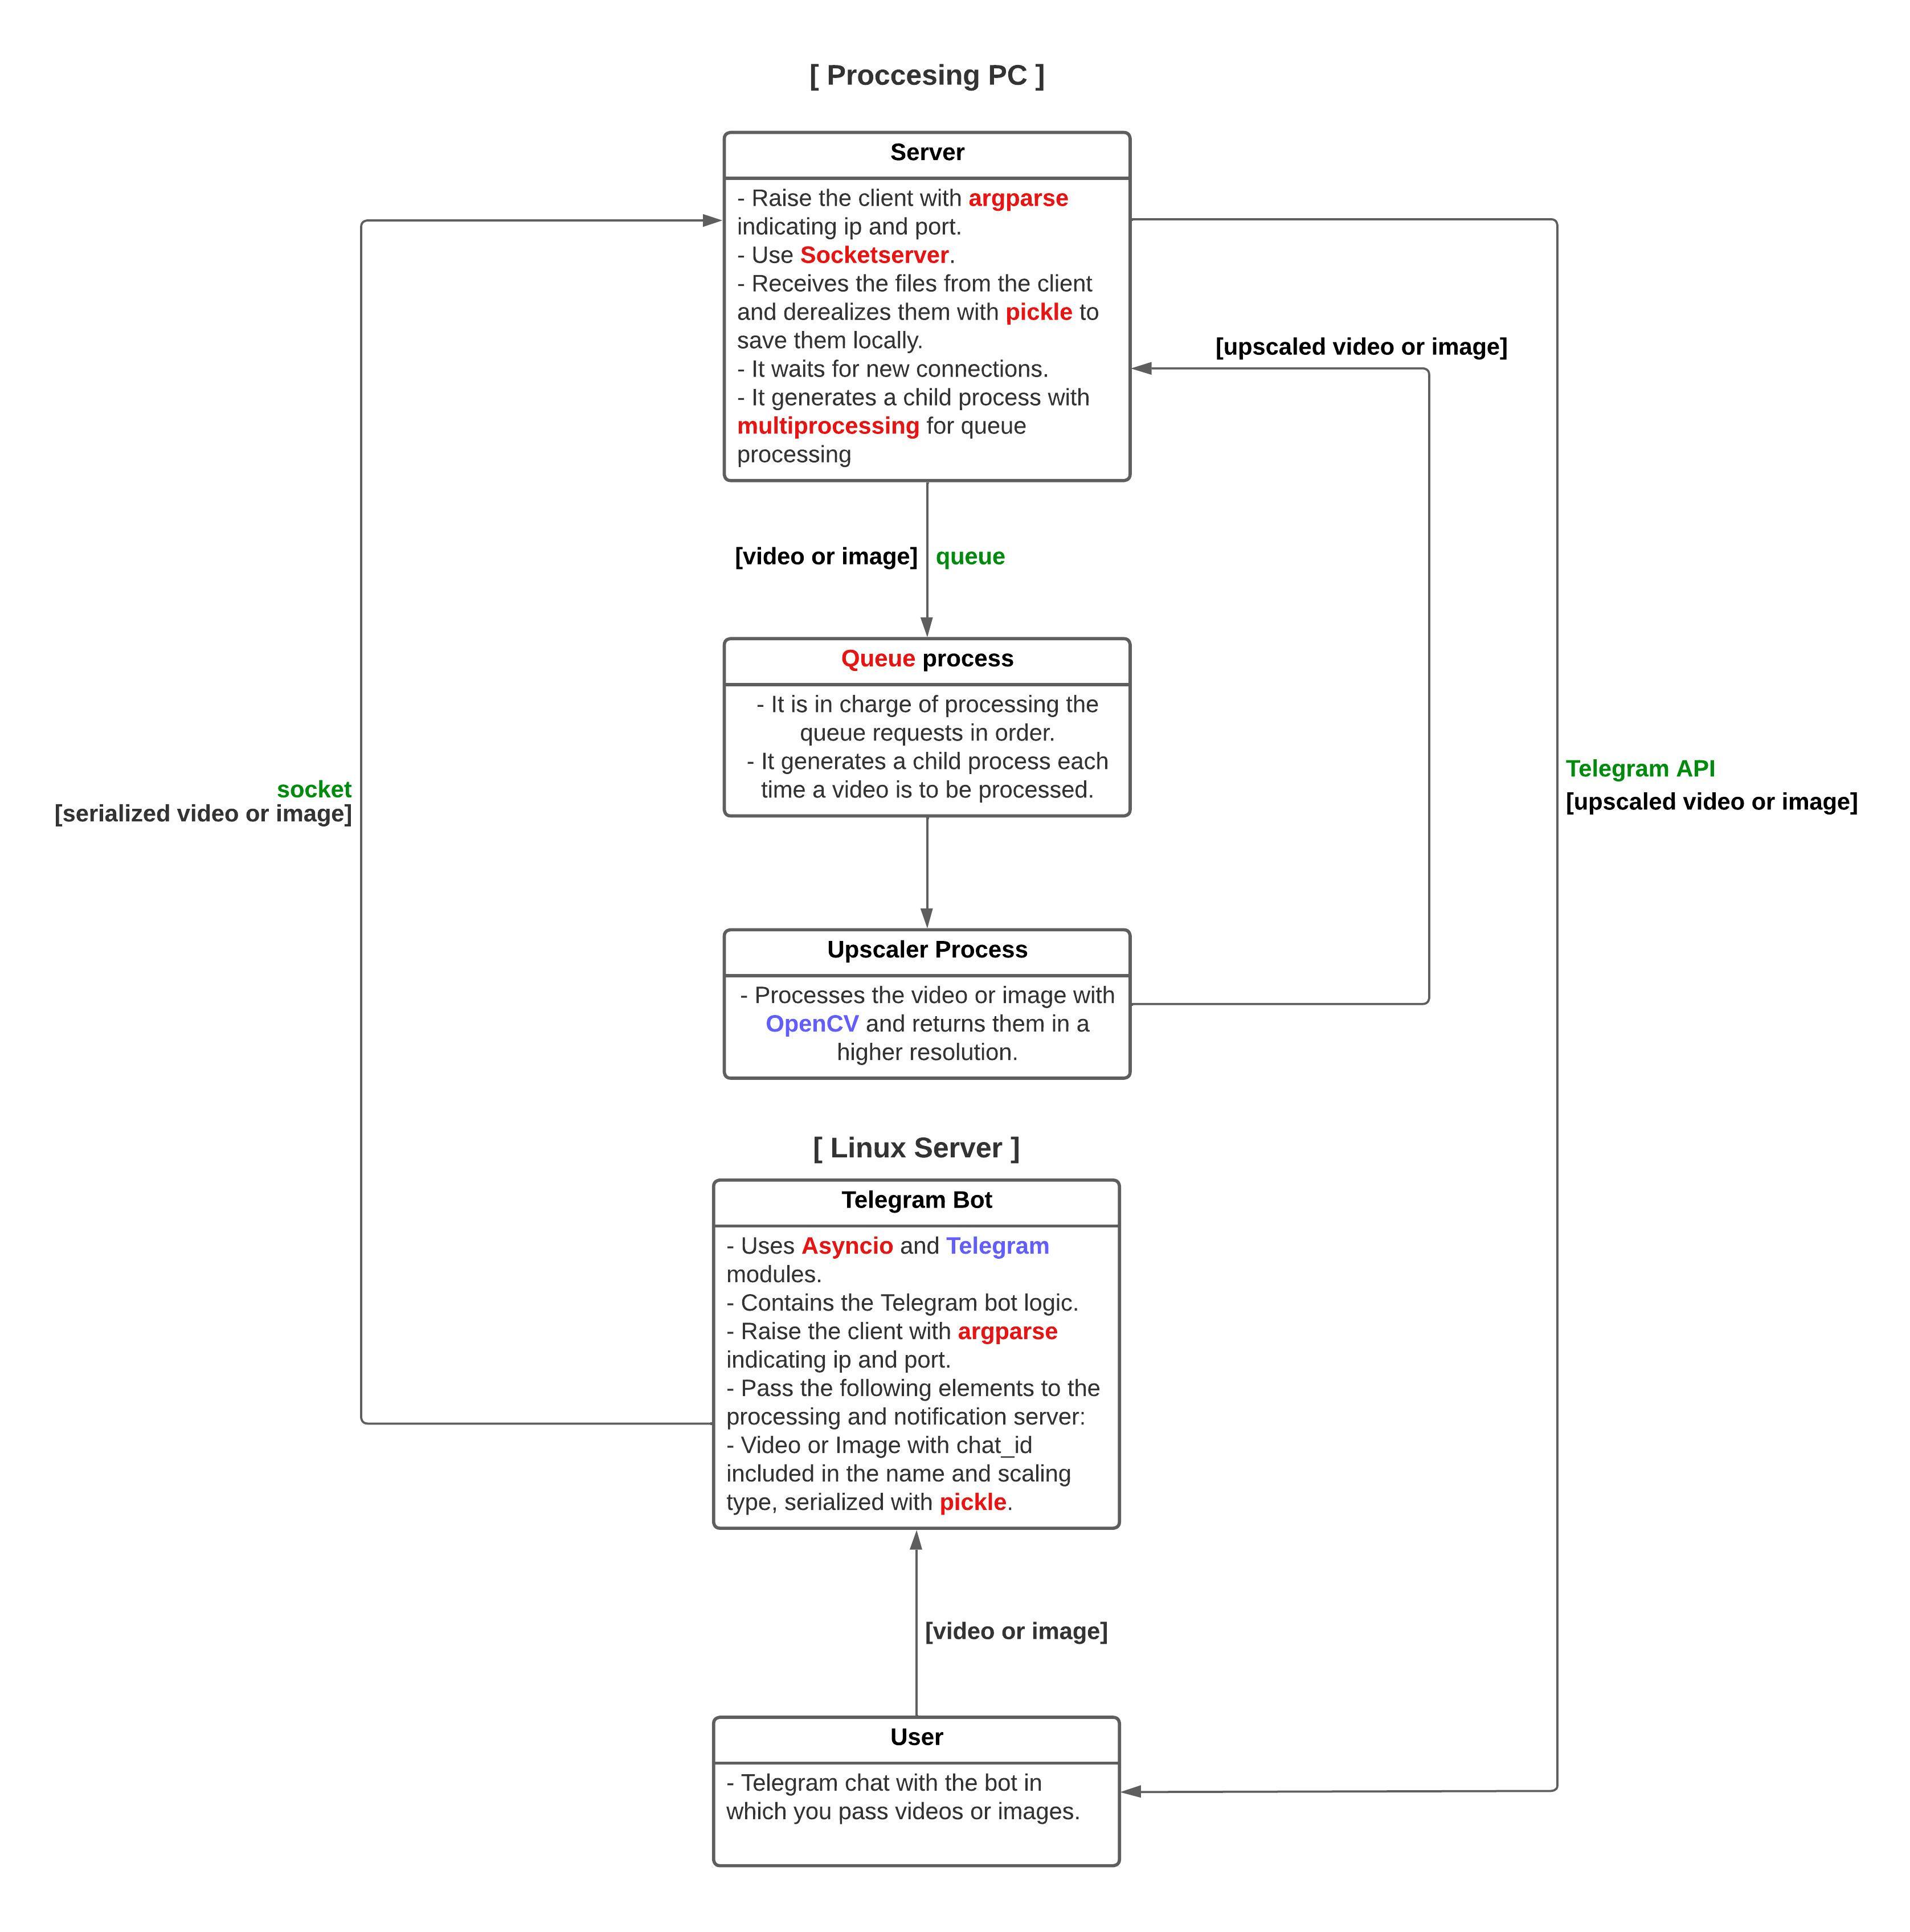 [ Proccesing PC ]
Server
- Raise the client with argparse
indicating ip and port.
- Use Socketserver.
- Receives the files from the client
and derealizes them with pickle to
save them locally.
- It waits for new connections.
- It generates a child process with
multiprocessing for queue
processing
[upscaled video or image]
[video or image] queue
Queue process
- It is in charge of processing the
queue requests in order.
- It generates a child process each
time a video is to be processed.
socket
[serialized video or image]
Telegram API
[upscaled video or image]
Upscaler Process
- Processes the video or image with
OpenCV and returns them in a
higher resolution.
[ Linux Server ]
Telegram Bot
- Uses Asyncio and Telegram
modules.
- Contains the Telegram bot logic.
- Raise the client with argparse
indicating ip and port.
- Pass the following elements to the
processing and notification server:
- Video or Image with chat_id
included in the name and scaling
type, serialized with pickle.
[video or image]
User
- Telegram chat with the bot in
which you pass videos or images.